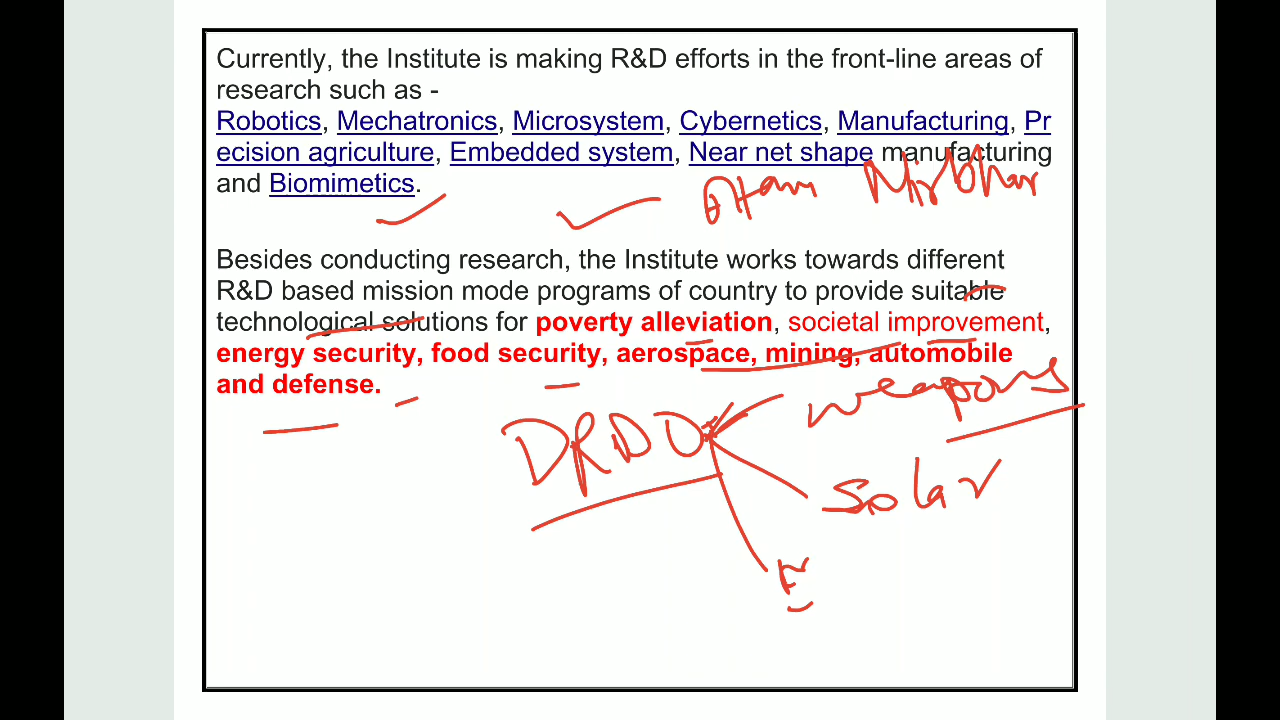 Currently, the Institute is making R&D efforts in the front-line areas of
research such as -
Robotics, Mechatronics, Microsystem, Cybernetics, Manufacturing, Pr
ecision agriculture, Embedded system, Near net shape manufacturing
and Biomimetics.
Nirbhar
Besides conducting research, the Institute works towards different
R&D based mission mode programs of country to provide suitable
technological solutions for poverty alleviation, societal improvement,
energy security, food security, aerospace, mining, automobile
and defense.
weapons
DRDO
Solar